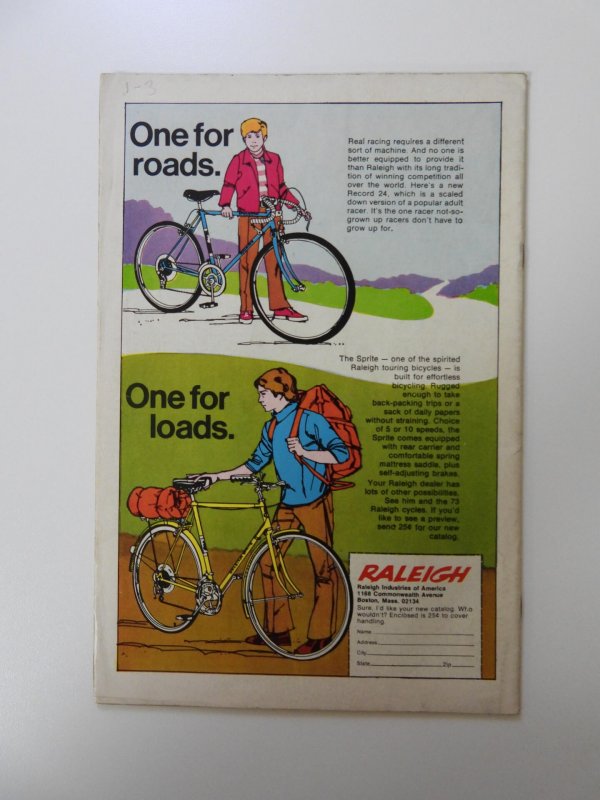 1-3
One for
roads.
Real racing requires a different
sort of machine. And no one is
better equipped to provide it
than Raleigh with its long tradi-
tion of winning competition all
over the world. Here's a new
Record 24, which is a scaled
down version of a popular adult
racer. It's the one racer not-so-
grown up racers don't have to
grow up for.
The Sprite — one of the spirited
Raleigh touring bicycles — is
built for effortless
bicycling. Rugged
enough to take
back-packing trips or a
sack of daily papers
without straining. Choice
of 5 or 10 speeds, the
Sprite comes equipped
with rear carrier and
comfortable spring
mattress saddle, plus
self-adjusting brakes.
Your Raleigh dealer has
lots of other possibilities.
See him and the 73
Raleigh cycles. If you'd
like to see a preview,
send 25¢ for our new
catalog.
One for
loads.
RALEIGH
Raleigh Industries of America
1168 Commonwealth Avenue
Boston, Mass. 02134
Sure, I'd like your new catalog. Who
wouldn't? Enclosed is 25¢ to cover
handling.
Name
Address
City
State Zip